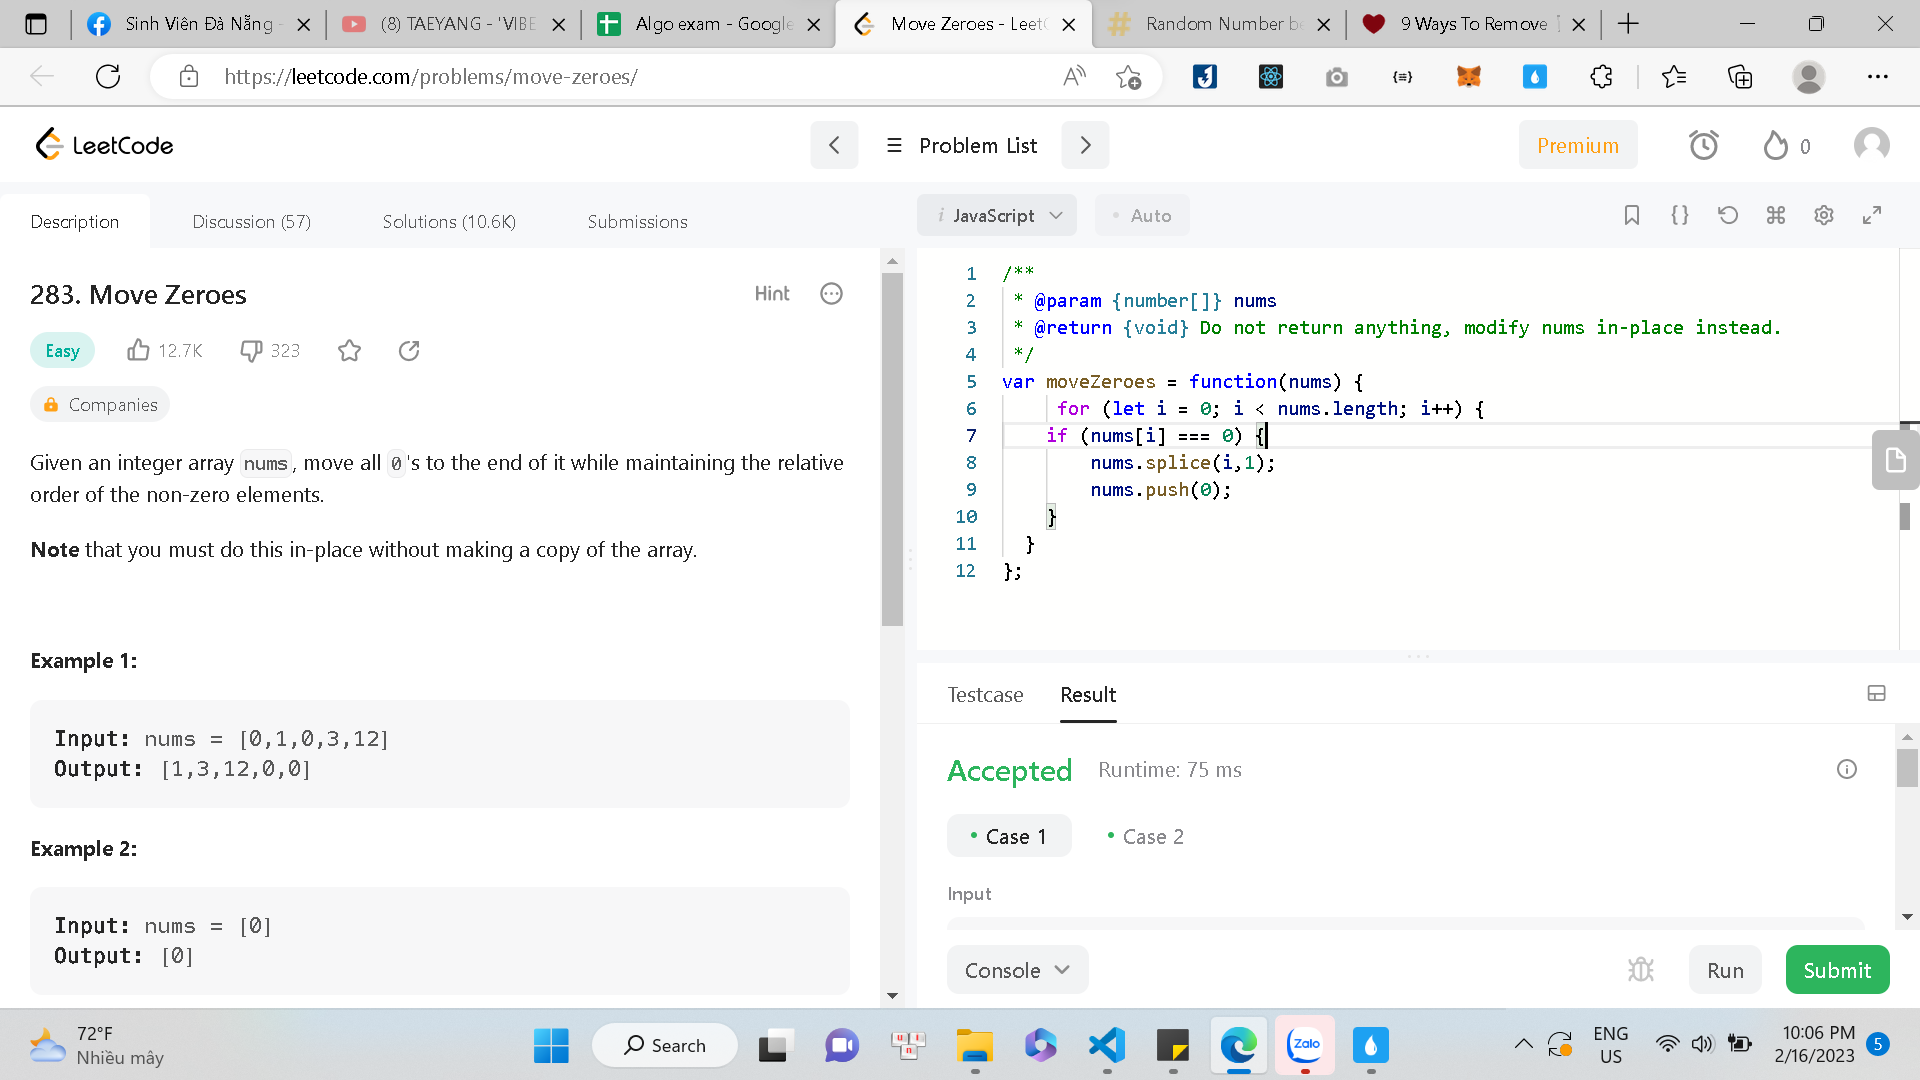 Sinh Viên Đà Nẵng -
(8) TAEYANG - 'VIBE
Algo exam - Google
Move Zeroes - LeetC
Random Number be
9 Ways To Remove
https://leetcode.com/problems/move-zeroes/
LeetCode
Problem List
Premium
0
Description
Discussion (57)
Solutions (10.6K)
Submissions
i JavaScript
• Auto
283. Move Zeroes
Hint
Easy
12.7K
323
Companies
Given an integer array nums, move all 0's to the end of it while maintaining the relative
order of the non-zero elements.
Note that you must do this in-place without making a copy of the array.
Example 1:
Input: nums = [0,1,0,3,12]
Output: [1,3,12,0,0]
Example 2:
Input: nums = [0]
Output: [0]
1 /**
2 * @param {number[]} nums
3 * @return {void} Do not return anything, modify nums in-place instead.
4 */
5 var moveZeroes = function(nums) {
6 for (let i = 0; i < nums.length; i++) {
7 if (nums[i] === 0) {
8 nums.splice(i,1);
9 nums.push(0);
10 }
11 }
12 };
Testcase
Result
Accepted
Runtime: 75 ms
• Case 1
• Case 2
Input
Console
Run
Submit
72°F
Nhiều mây
Search
Zalo
ENG
US
10:06 PM
2/16/2023
5